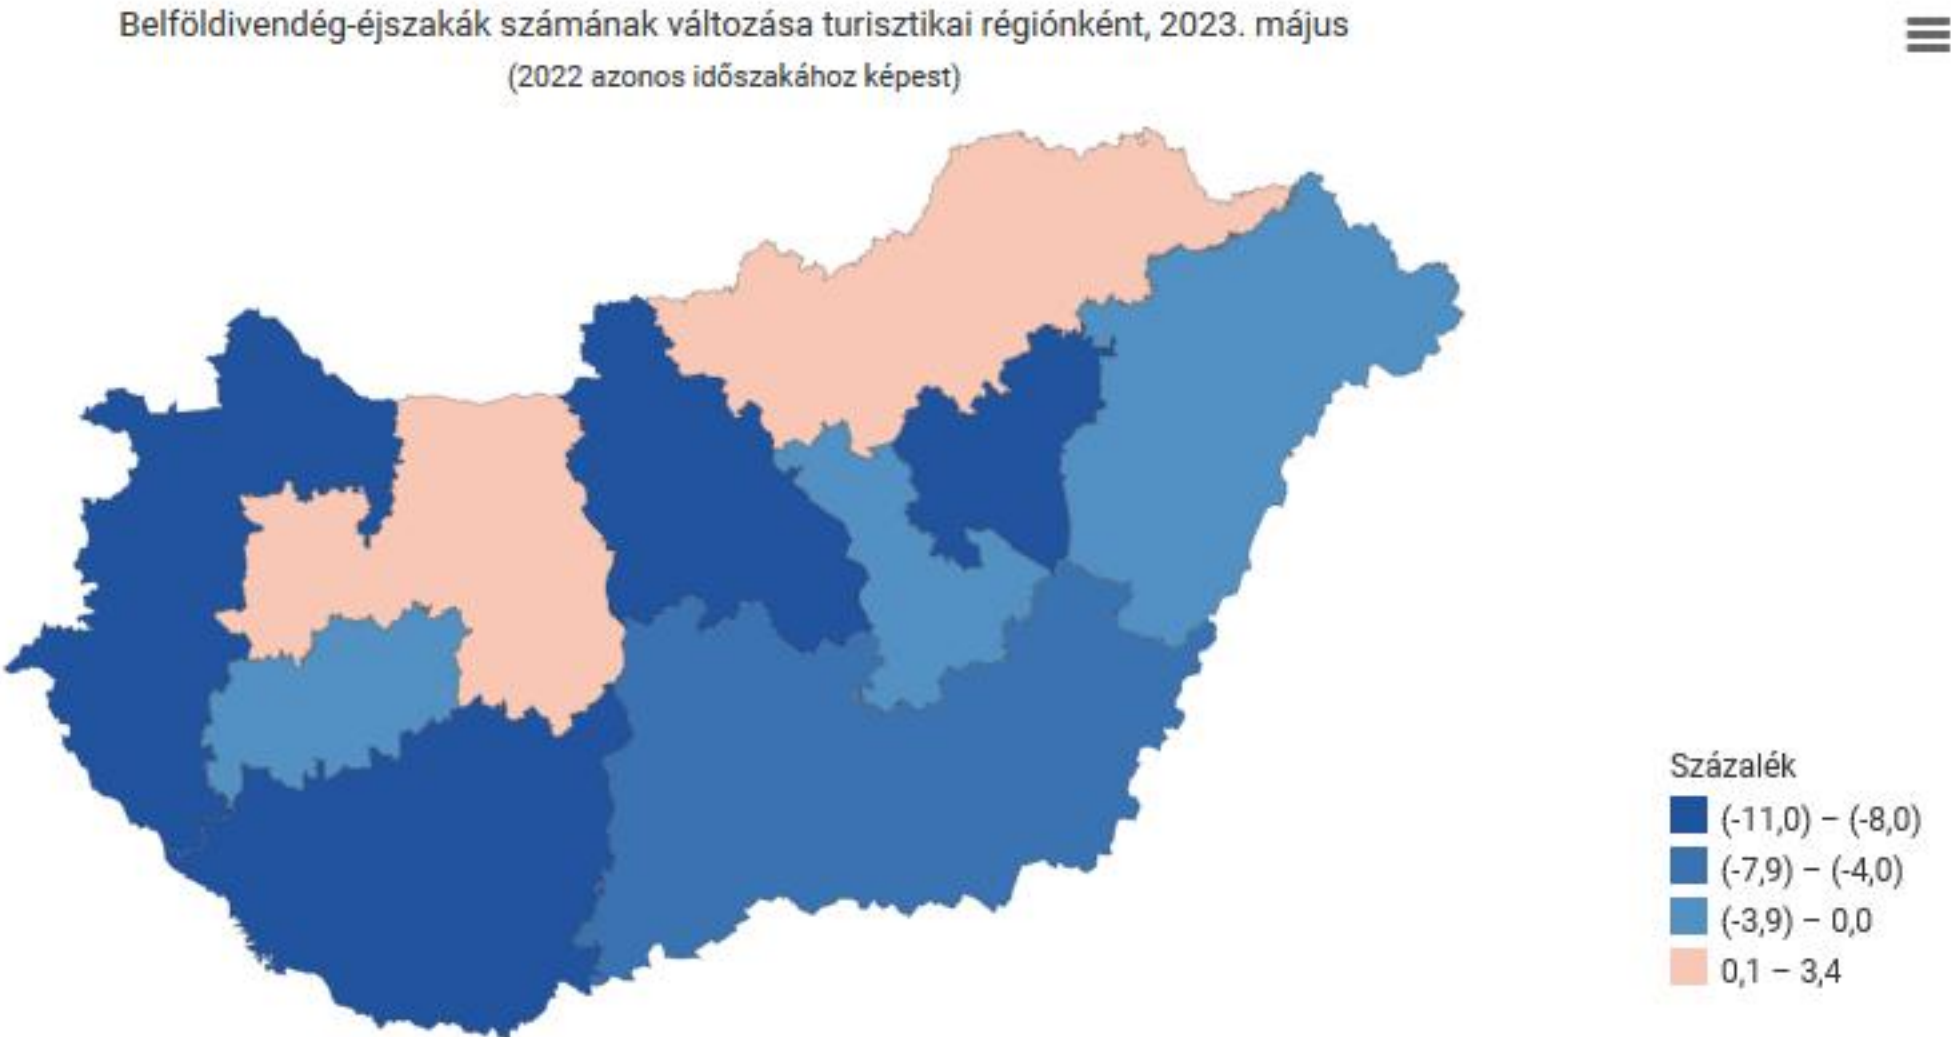 Belföldivendég-éjszakák számának változása turisztikai régiónként, 2023. május
(2022 azonos időszakához képest)
Százalék
(-11,0) – (-8,0)
(-7,9) – (-4,0)
(-3,9) – 0,0
0,1 – 3,4